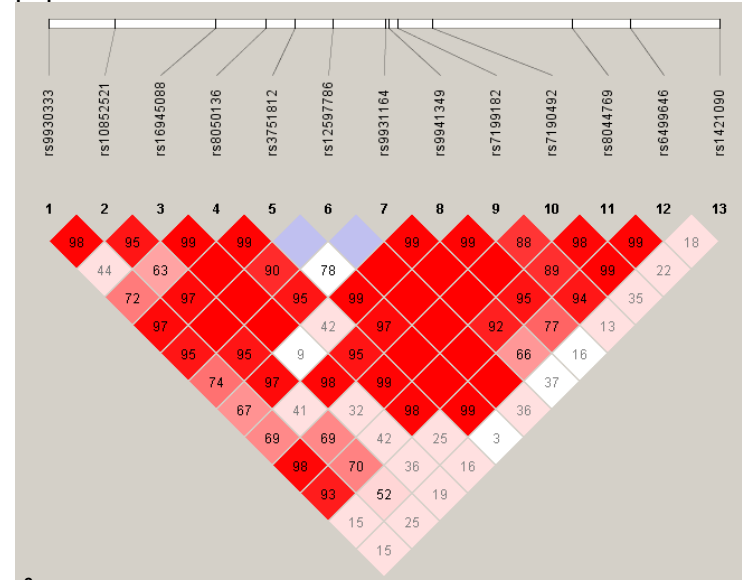 rs9930333
rs10852521
rs16945088
rs8050136
rs3751812
rs12597786
rs9931164
rs9941349
rs7199182
rs7190492
rs8044769
rs6499646
rs1421090
1 2 3 4 5 6 7 8 9 10 11 12 13
98 95 99 99 99 99 88 98 99 18
44 63 90 78 89 99 22
72 97 95 99 95 94 35
97 42 97 92 77 13
95 95 9 95 66 16
74 97 98 99 37
67 41 32 98 99 36
69 69 42 25 3
98 70 36 16
93 52 19
15 25
15